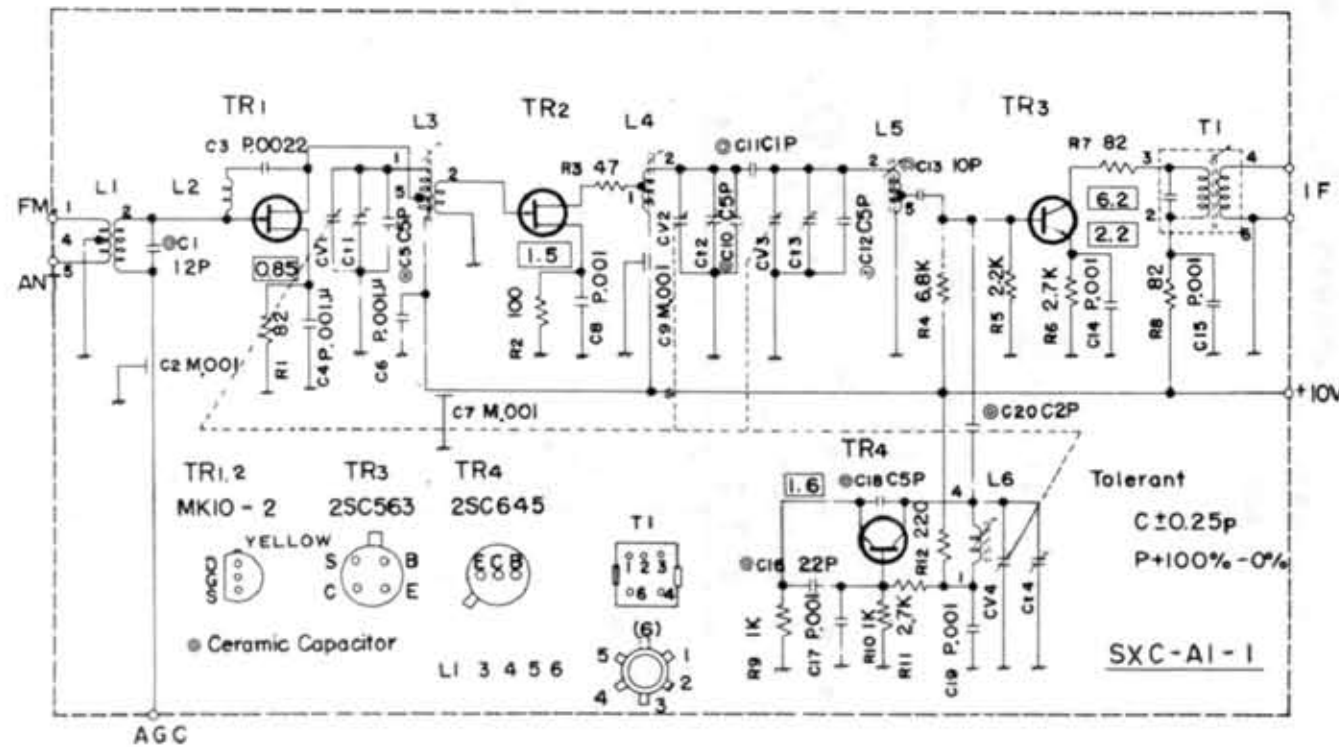 TR1
TR2
TR3
C3 P.0022
L3
L4
L5
T1
R7 82
R3 47
◎C11 C1P
◎C13 10P
L1
L2
FM
AN
1
4
5
2
◎C1
12P
0.85
CV1
Ct1
◎C5 C5P
1
2
1.5
1
2
CV2
Ct2
◎C10 C5P
CV3
Ct3
◎C12 C5P
2
5
6.2
2.2
3
2
4
6
IF
R1 82
C4 P.001μ
C6 P.001μ
R2 100
C8 P.001
C9 M.001
R4 6.8K
R5 2.2K
R6 2.7K
C14 P.001
R8 82
C15 P.001
C2 M.001
C7 M.001
+10V
◎C20 C2P
TR1,2
MK10-2
TR3
2SC563
TR4
2SC645
YELLOW
S B
C E
E C B
T1
1 2 3
6 4
TR4
1.6
◎C18 C5P
4
L6
1
R12 220
◎C16 22P
R9 1K
C17 P.001
R10 1K
R11 2.7K
C19 P.001
CV4
Ct4
Tolerant
C±0.25p
P+100%-0%
◎ Ceramic Capacitor
L1 3 4 5 6
(6)
5 1
4 2
3
SXC-A1-1
AGC